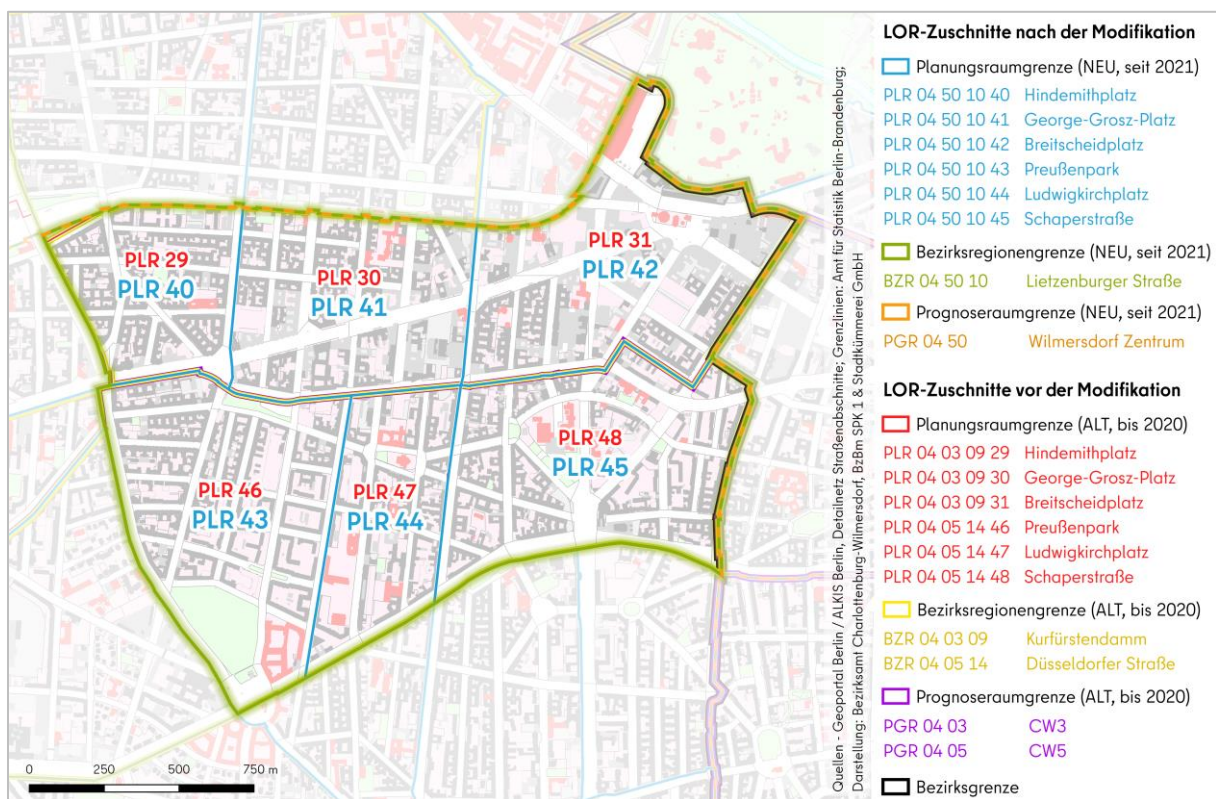 PLR 29
PLR 40
PLR 30
PLR 41
PLR 31
PLR 42
PLR 46
PLR 43
PLR 47
PLR 44
PLR 48
PLR 45
0 250 500 750 m
Quellen - Geoportal Berlin / ALKIS Berlin, Detailnetz Straßenabschnitte; Grenzlinien: Amt für Statistik Berlin-Brandenburg;
Darstellung: Bezirksamt Charlottenburg-Wilmersdorf, BzBm SPK 1 & Stadtkümmerei GmbH
LOR-Zuschnitte nach der Modifikation
Planungsraumgrenze (NEU, seit 2021)
PLR 04 50 10 40 Hindemithplatz
PLR 04 50 10 41 George-Grosz-Platz
PLR 04 50 10 42 Breitscheidplatz
PLR 04 50 10 43 Preußenpark
PLR 04 50 10 44 Ludwigkirchplatz
PLR 04 50 10 45 Schaperstraße
Bezirksregionengrenze (NEU, seit 2021)
BZR 04 50 10 Lietzenburger Straße
Prognoseraumgrenze (NEU, seit 2021)
PGR 04 50 Wilmersdorf Zentrum
LOR-Zuschnitte vor der Modifikation
Planungsraumgrenze (ALT, bis 2020)
PLR 04 03 09 29 Hindemithplatz
PLR 04 03 09 30 George-Grosz-Platz
PLR 04 03 09 31 Breitscheidplatz
PLR 04 05 14 46 Preußenpark
PLR 04 05 14 47 Ludwigkirchplatz
PLR 04 05 14 48 Schaperstraße
Bezirksregionengrenze (ALT, bis 2020)
BZR 04 03 09 Kurfürstendamm
BZR 04 05 14 Düsseldorfer Straße
Prognoseraumgrenze (ALT, bis 2020)
PGR 04 03 CW3
PGR 04 05 CW5
Bezirksgrenze